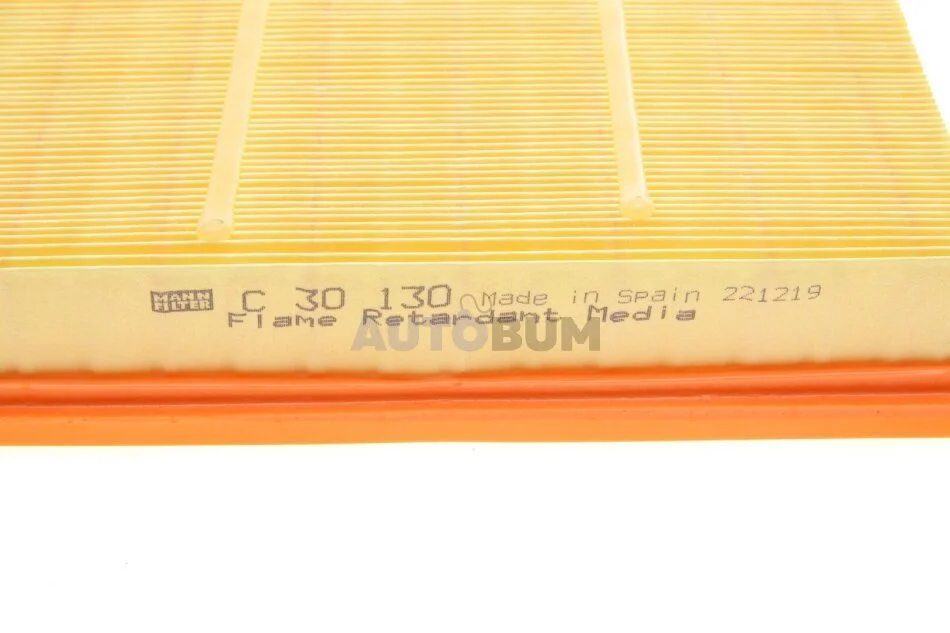 MANN FILTER C 30 130 Made in Spain 221219
Flame Retardant Media
AUTOBUM